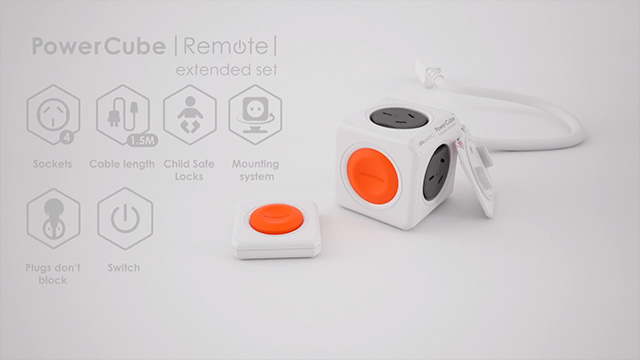 PowerCube |Remote|
extended set
4
1.5M
Sockets
Cable length
Child Safe
Locks
Mounting
system
Plugs don't
block
Switch
PowerCube